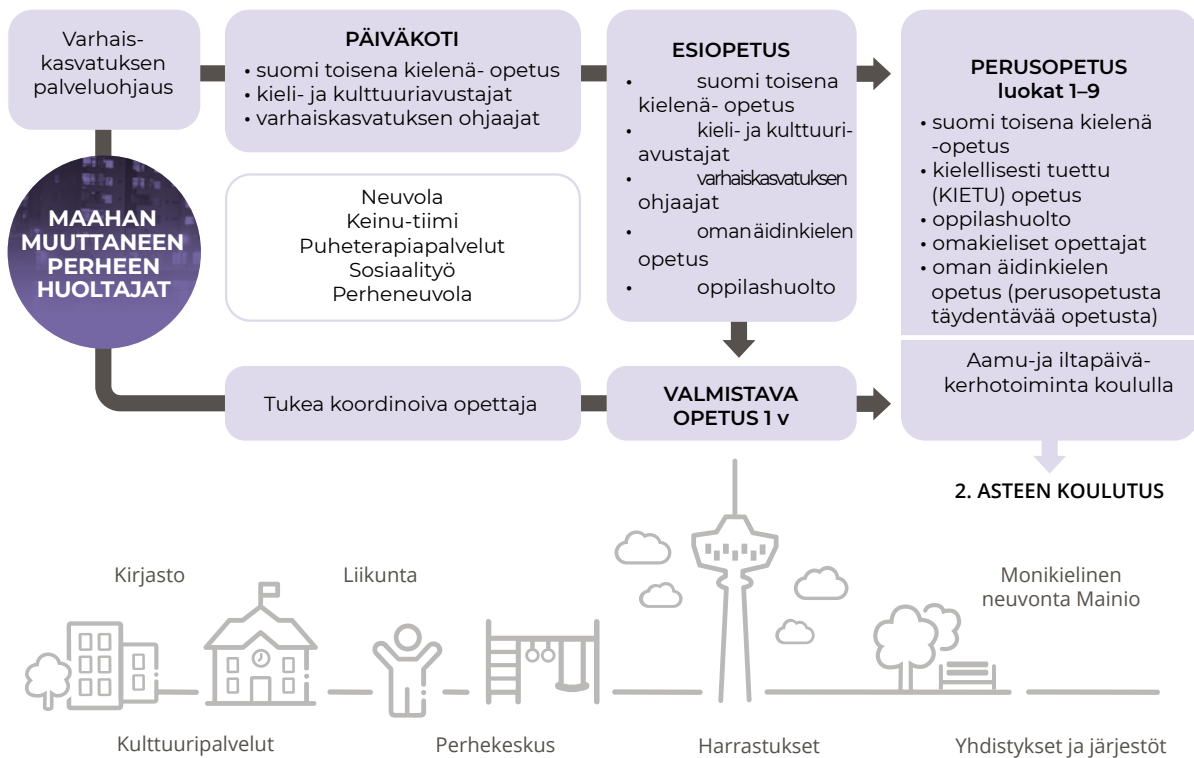 Varhais-
kasvatuksen
palveluohjaus
MAAHAN
MUUTTANEEN
PERHEEN
HUOLTAJAT
PÄIVÄKOTI
• suomi toisena kielenä- opetus
• kieli- ja kulttuuriavustajat
• varhaiskasvatuksen ohjaajat
Neuvola
Keinu-tiimi
Puheterapiapalvelut
Sosiaalityö
Perheneuvola
Tukea koordinoiva opettaja
ESIOPETUS
• suomi toisena
kielenä- opetus
• kieli- ja kulttuuri-
avustajat
• varhaiskasvatuksen
ohjaajat
• oman äidinkielen
opetus
• oppilashuolto
VALMISTAVA
OPETUS 1 v
PERUSOPETUS
luokat 1–9
• suomi toisena kielenä
-opetus
• kielellisesti tuettu
(KIETU) opetus
• oppilashuolto
• omakieliset opettajat
• oman äidinkielen
opetus (perusopetusta
täydentävää opetusta)
Aamu-ja iltapäivä-
kerhotoiminta koululla
2. ASTEEN KOULUTUS
Kirjasto
Liikunta
Monikielinen
neuvonta Mainio
Kulttuuripalvelut
Perhekeskus
Harrastukset
Yhdistykset ja järjestöt